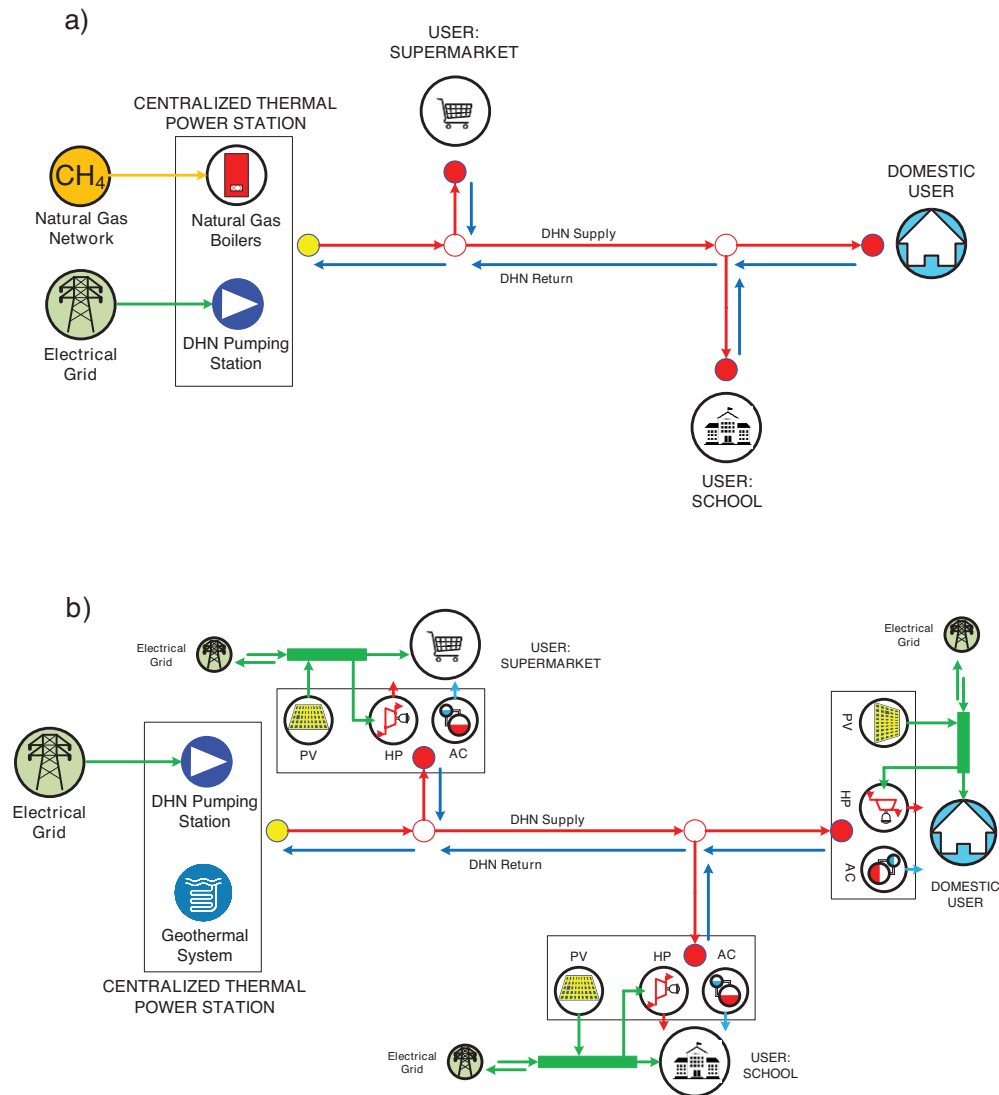 a)
USER:
SUPERMARKET
CENTRALIZED THERMAL
POWER STATION
CH4
Natural Gas
Network
Natural Gas
Boilers
DOMESTIC
USER
DHN Supply
DHN Return
Electrical
Grid
DHN Pumping
Station
USER:
SCHOOL
b)
Electrical
Grid
USER:
SUPERMARKET
Electrical
Grid
PV
HP
AC
PV
HP
AC
Electrical
Grid
DHN Pumping
Station
DHN Supply
DHN Return
DOMESTIC
USER
Geothermal
System
CENTRALIZED THERMAL
POWER STATION
PV
HP
AC
Electrical
Grid
USER:
SCHOOL